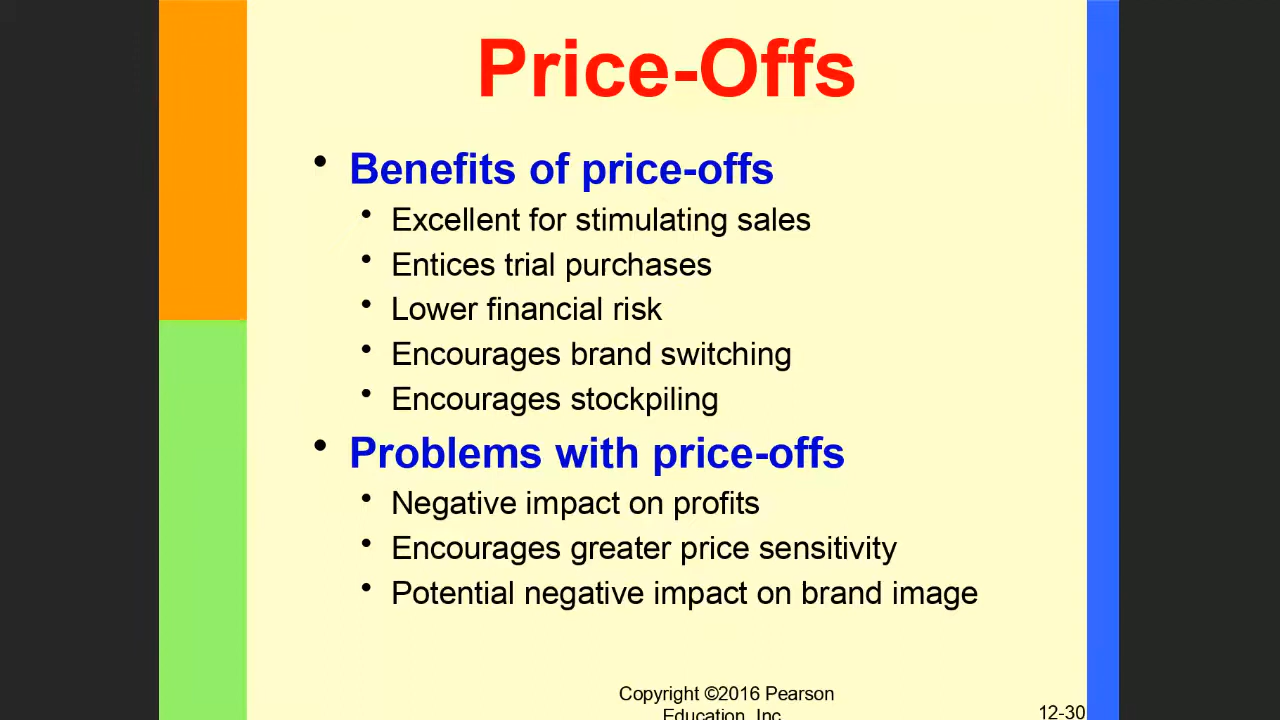 Price-Offs
• Benefits of price-offs
• Excellent for stimulating sales
• Entices trial purchases
• Lower financial risk
• Encourages brand switching
• Encourages stockpiling
• Problems with price-offs
• Negative impact on profits
• Encourages greater price sensitivity
• Potential negative impact on brand image
Copyright ©2016 Pearson
Education, Inc
12-30